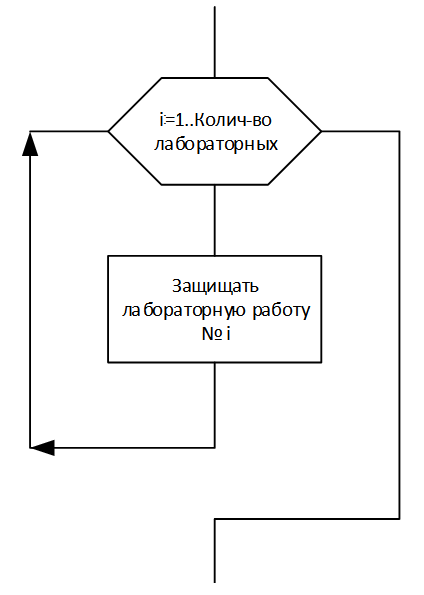 i:=1..Колич-во
лабораторных
Защищать
лабораторную работу
№ i